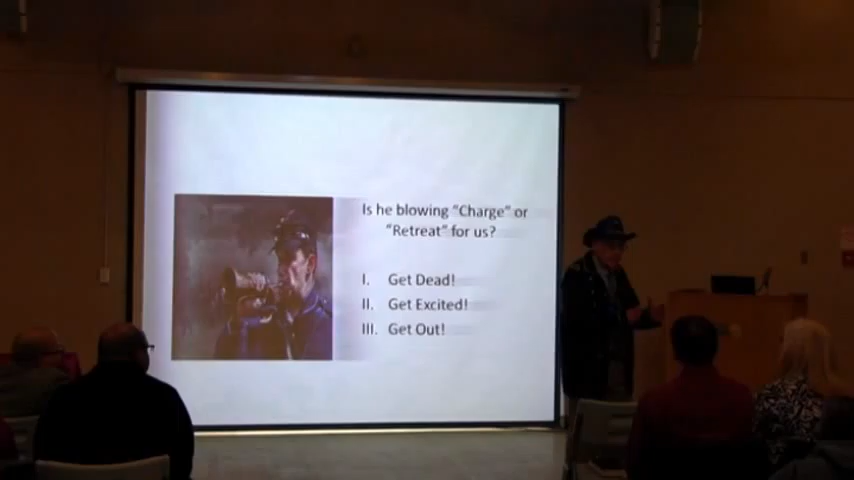 Is he blowing “Charge” or
“Retreat” for us?
I. Get Dead!
II. Get Excited!
III. Get Out!